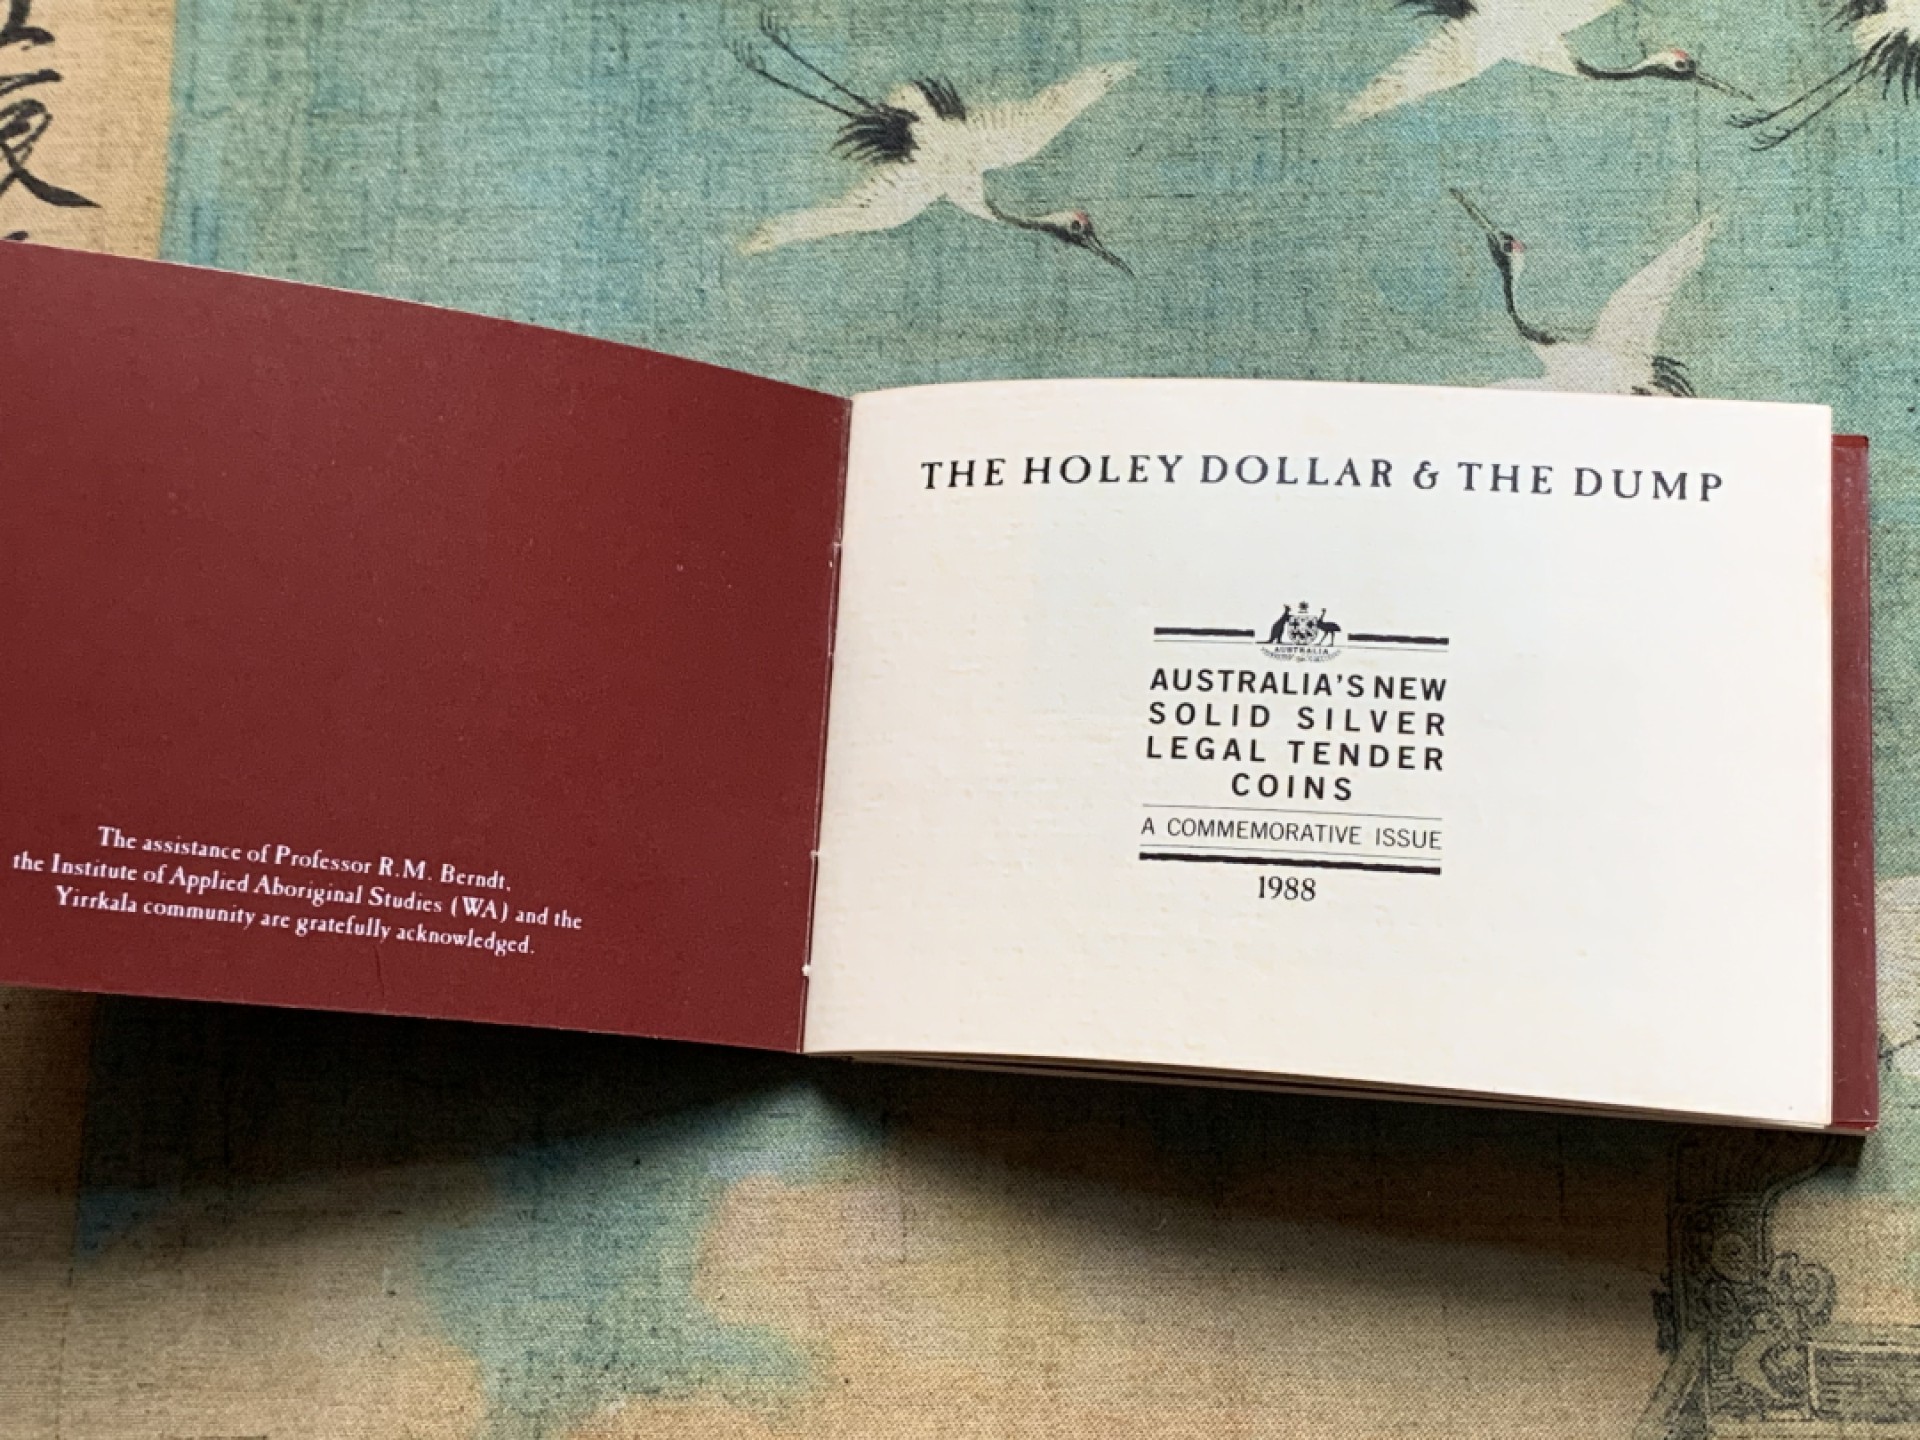 The assistance of Professor R.M. Berndt,
the Institute of Applied Aboriginal Studies (WA) and the
Yirrkala community are gratefully acknowledged.
THE HOLEY DOLLAR & THE DUMP
AUSTRALIA
AUSTRALIA'S NEW
SOLID SILVER
LEGAL TENDER
COINS
A COMMEMORATIVE ISSUE
1988